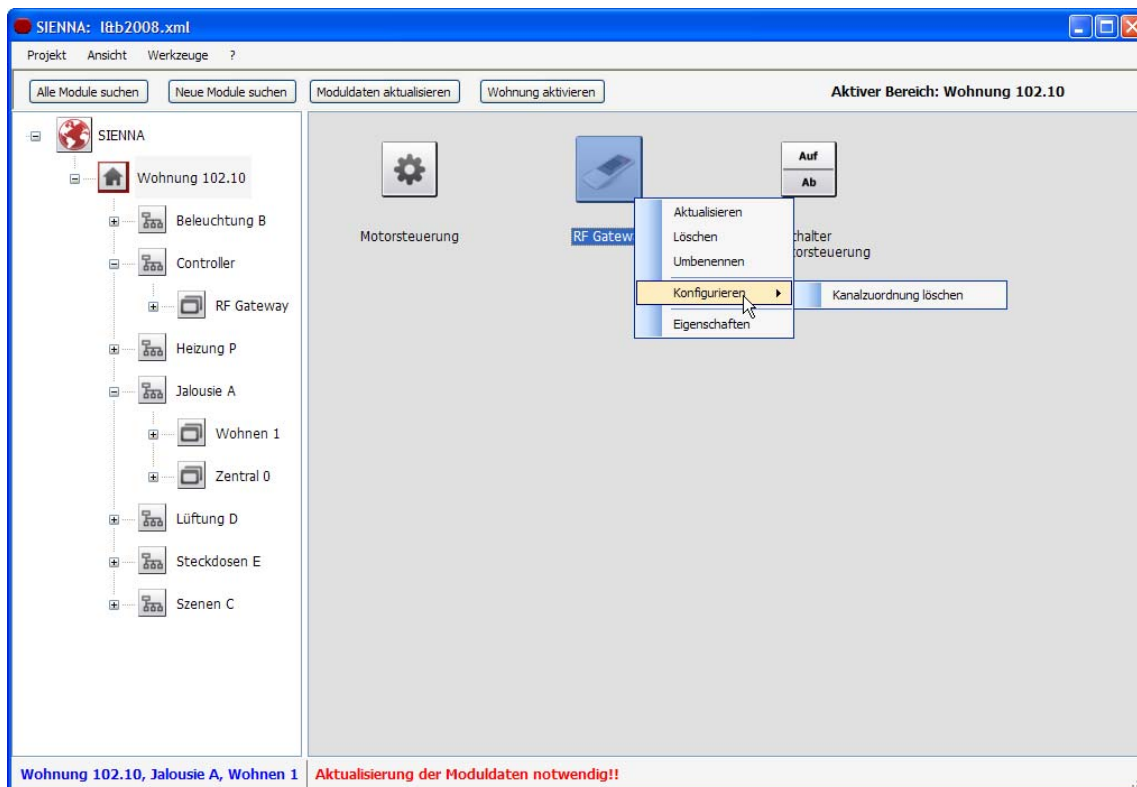 SIENNA: l&b2008.xml
Projekt Ansicht Werkzeuge ?
Alle Module suchen Neue Module suchen Moduldaten aktualisieren Wohnung aktivieren Aktiver Bereich: Wohnung 102.10
SIENNA
Wohnung 102.10
Beleuchtung B
Controller
RF Gateway
Heizung P
Jalousie A
Wohnen 1
Zentral 0
Lüftung D
Steckdosen E
Szenen C
Auf
Ab
Motorsteuerung
RF Gatew
halter
orsteuerung
Aktualisieren
Löschen
Umbenennen
Konfigurieren
Kanalzuordnung löschen
Eigenschaften
Wohnung 102.10, Jalousie A, Wohnen 1 Aktualisierung der Moduldaten notwendig!!